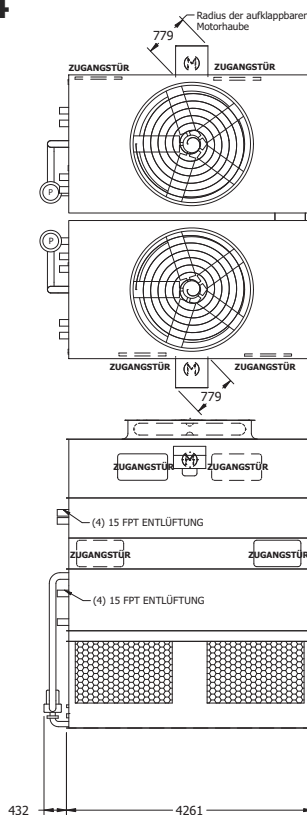 4
Radius der aufklappbaren
Motorhaube
779
M
ZUGANGSTÜR
ZUGANGSTÜR
P
P
M
ZUGANGSTÜR
ZUGANGSTÜR
779
M
ZUGANGSTÜR
ZUGANGSTÜR
(4) 15 FPT ENTLÜFTUNG
ZUGANGSTÜR
ZUGANGSTÜR
(4) 15 FPT ENTLÜFTUNG
432
4261